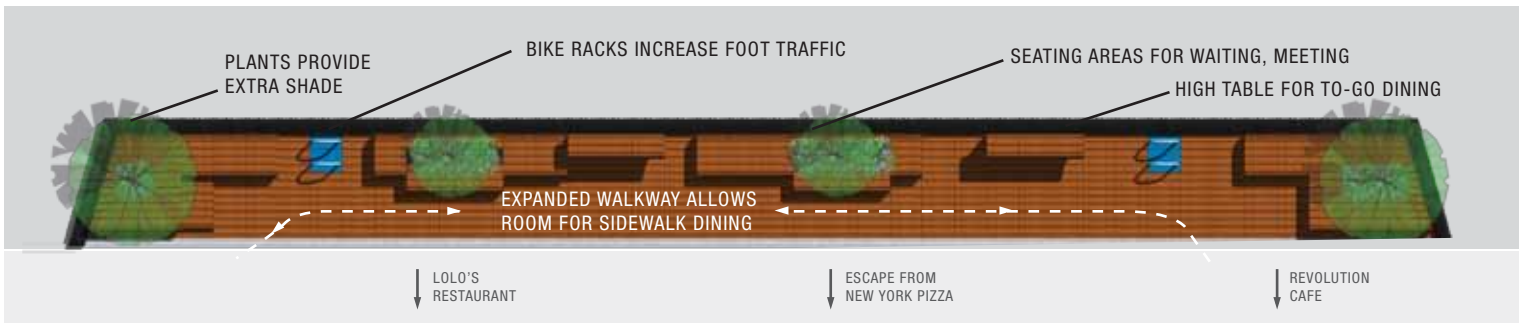 PLANTS PROVIDE
EXTRA SHADE
BIKE RACKS INCREASE FOOT TRAFFIC
SEATING AREAS FOR WAITING, MEETING
HIGH TABLE FOR TO-GO DINING
EXPANDED WALKWAY ALLOWS
ROOM FOR SIDEWALK DINING
LOLO'S
RESTAURANT
ESCAPE FROM
NEW YORK PIZZA
REVOLUTION
CAFE